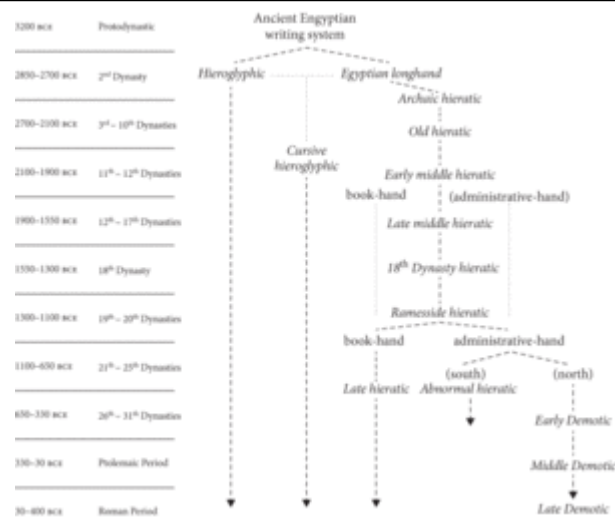 3200 BCE Protodynastic
Ancient Engyptian
writing system
2850–2700 BCE 2nd Dynasty
Hieroglyphic Egyptian longhand
Archaic hieratic
2700–2100 BCE 3rd – 10th Dynasties
Old hieratic
Cursive
hieroglyphic
2100–1900 BCE 11th – 12th Dynasties
Early middle hieratic
book-hand (administrative-hand)
1900–1550 BCE 12th – 17th Dynasties
Late middle hieratic
1550–1300 BCE 18th Dynasty
18th Dynasty hieratic
1300–1100 BCE 19th – 20th Dynasties
Ramesside hieratic
book-hand administrative-hand
1100–650 BCE 21th – 25th Dynasties
(south) (north)
Late hieratic Abnormal hieratic
650–330 BCE 26th – 31th Dynasties
Early Demotic
330–30 BCE Ptolemaic Period
Middle Demotic
30–400 BCE Roman Period
Late Demotic